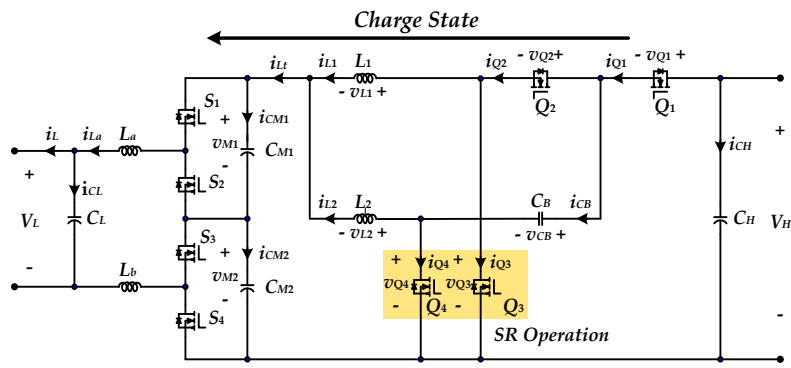 Charge State
iLt iL1 L1 iQ2 - vQ2+ iQ1 - vQ1 +
- vL1 + Q2 Q1
S1
iL iLa La + iCM1 iCH +
vM1 CM1
-
+ iCL S2 iL2 L2 CB iCB
VL CL - vL2 + - vCB + CH VH
S3 + iCM2 + iQ4 + iQ3
- Lb vM2 CM2 vQ4 vQ3
- - Q4 - Q3
S4 -
SR Operation